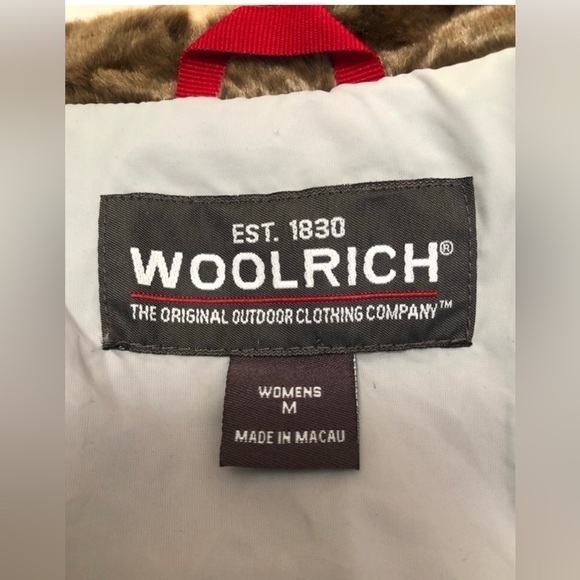 EST. 1830
WOOLRICH®
THE ORIGINAL OUTDOOR CLOTHING COMPANY™
WOMENS
M
MADE IN MACAU